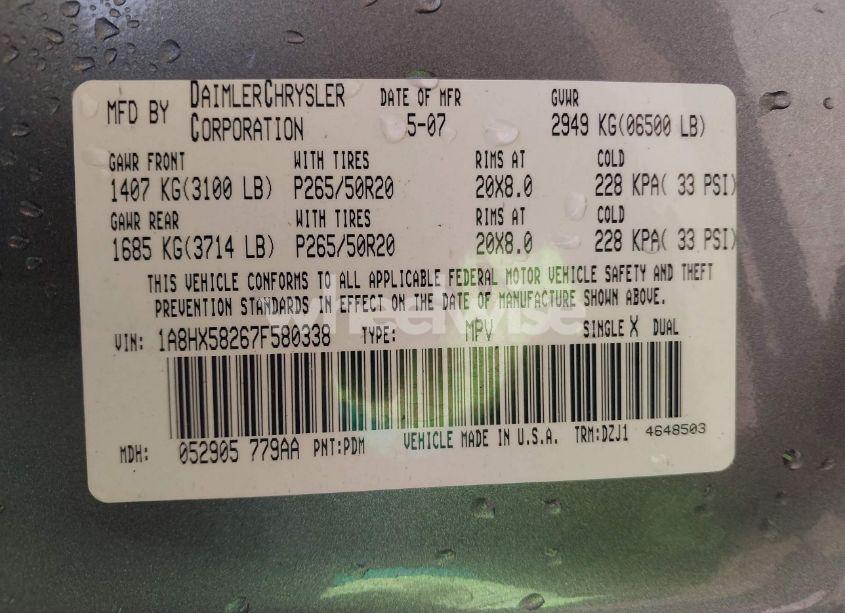 MFD BY DAIMLERCHRYSLER CORPORATION DATE OF MFR 5-07 GVWR 2949 KG(06500 LB)
GAWR FRONT WITH TIRES RIMS AT COLD
1407 KG(3100 LB) P265/50R20 20X8.0 228 KPA( 33 PSI)
GAWR REAR WITH TIRES RIMS AT COLD
1685 KG(3714 LB) P265/50R20 20X8.0 228 KPA( 33 PSI)
THIS VEHICLE CONFORMS TO ALL APPLICABLE FEDERAL MOTOR VEHICLE SAFETY AND THEFT
PREVENTION STANDARDS IN EFFECT ON THE DATE OF MANUFACTURE SHOWN ABOVE.
wheelwise
VIN: 1A8HX58267F580338 TYPE: MPV SINGLE X DUAL
MDH: 052905 779AA PNT:PDM VEHICLE MADE IN U.S.A. TRM:DZJ1 4648503